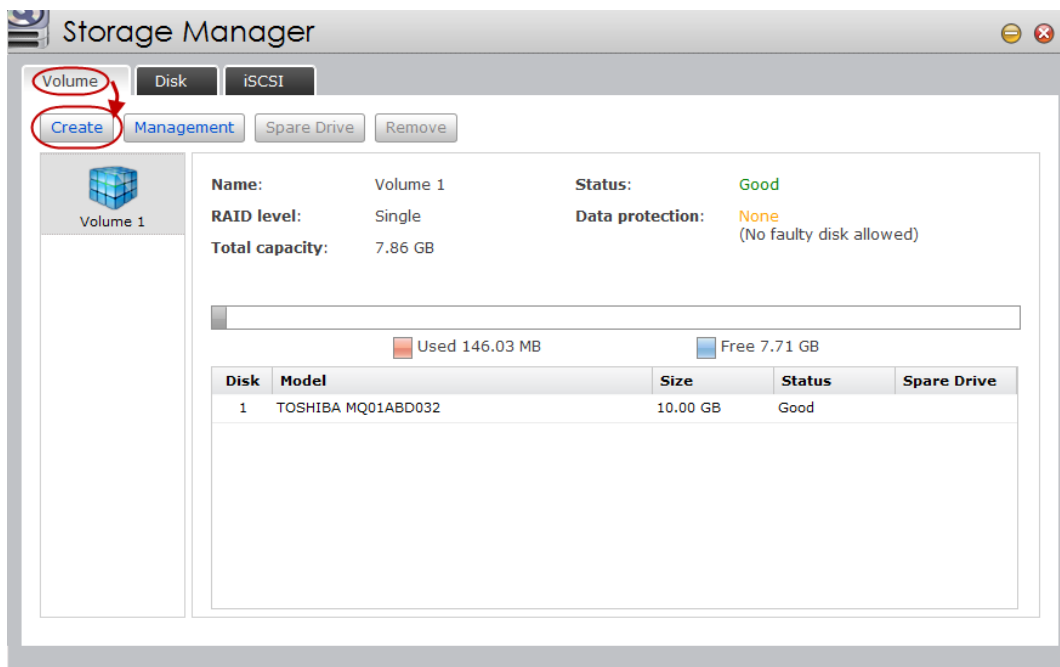 Storage Manager
Volume Disk iSCSI
Create Management Spare Drive Remove
Volume 1
Name: Volume 1 Status: Good
RAID level: Single Data protection: None
(No faulty disk allowed)
Total capacity: 7.86 GB
Used 146.03 MB Free 7.71 GB
Disk Model Size Status Spare Drive
1 TOSHIBA MQ01ABD032 10.00 GB Good